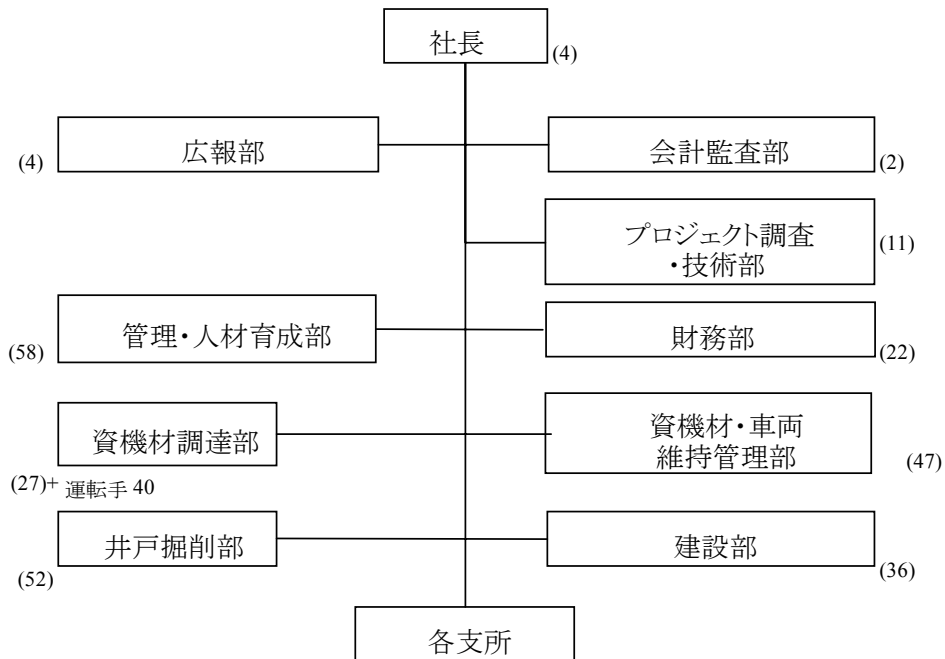 社長
(4)
広報部
(4)
会計監査部
(2)
プロジェクト調査
・技術部
(11)
管理・人材育成部
(58)
財務部
(22)
資機材調達部
(27)+ 運転手 40
資機材・車両
維持管理部
(47)
井戸掘削部
(52)
建設部
(36)
各支所